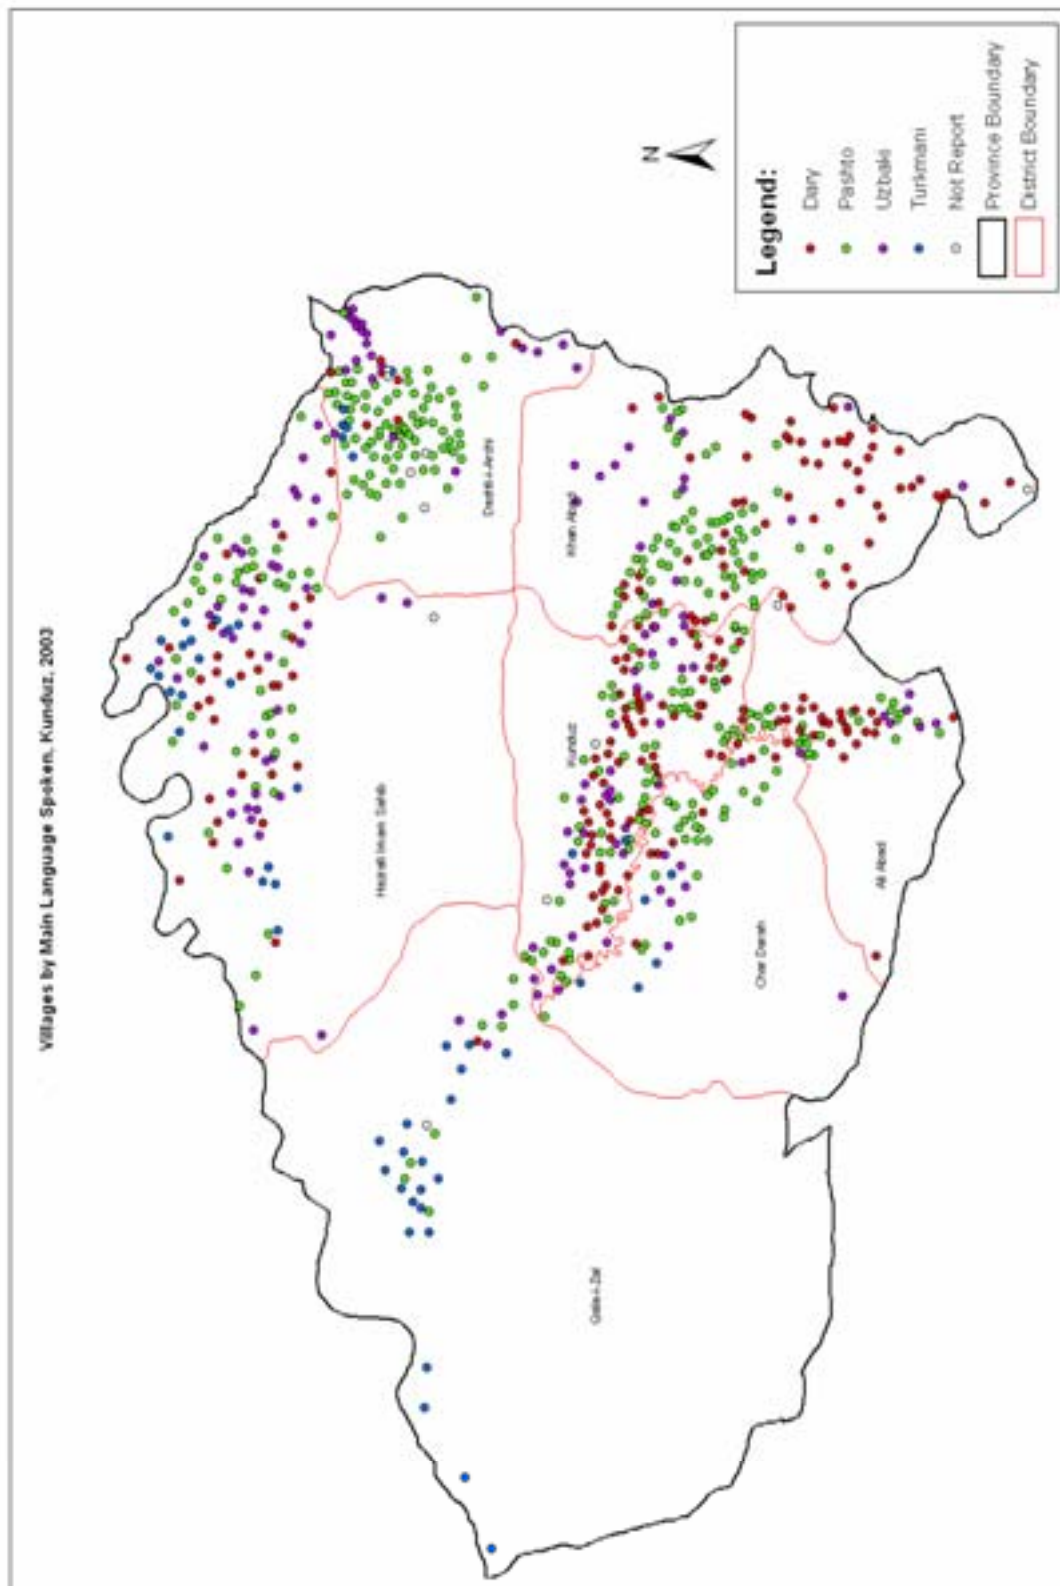 Villages by Main Language Spoken, Kunduz, 2003
N
Legend:
Dary
Pashto
Uzbaki
Turkmani
Not Report
Province Boundary
District Boundary
Dasht-i-Archi
Hazrati Imam Sahib
Khan Abad
Kunduz
Char Darah
Ali Abad
Qala-i-Zal